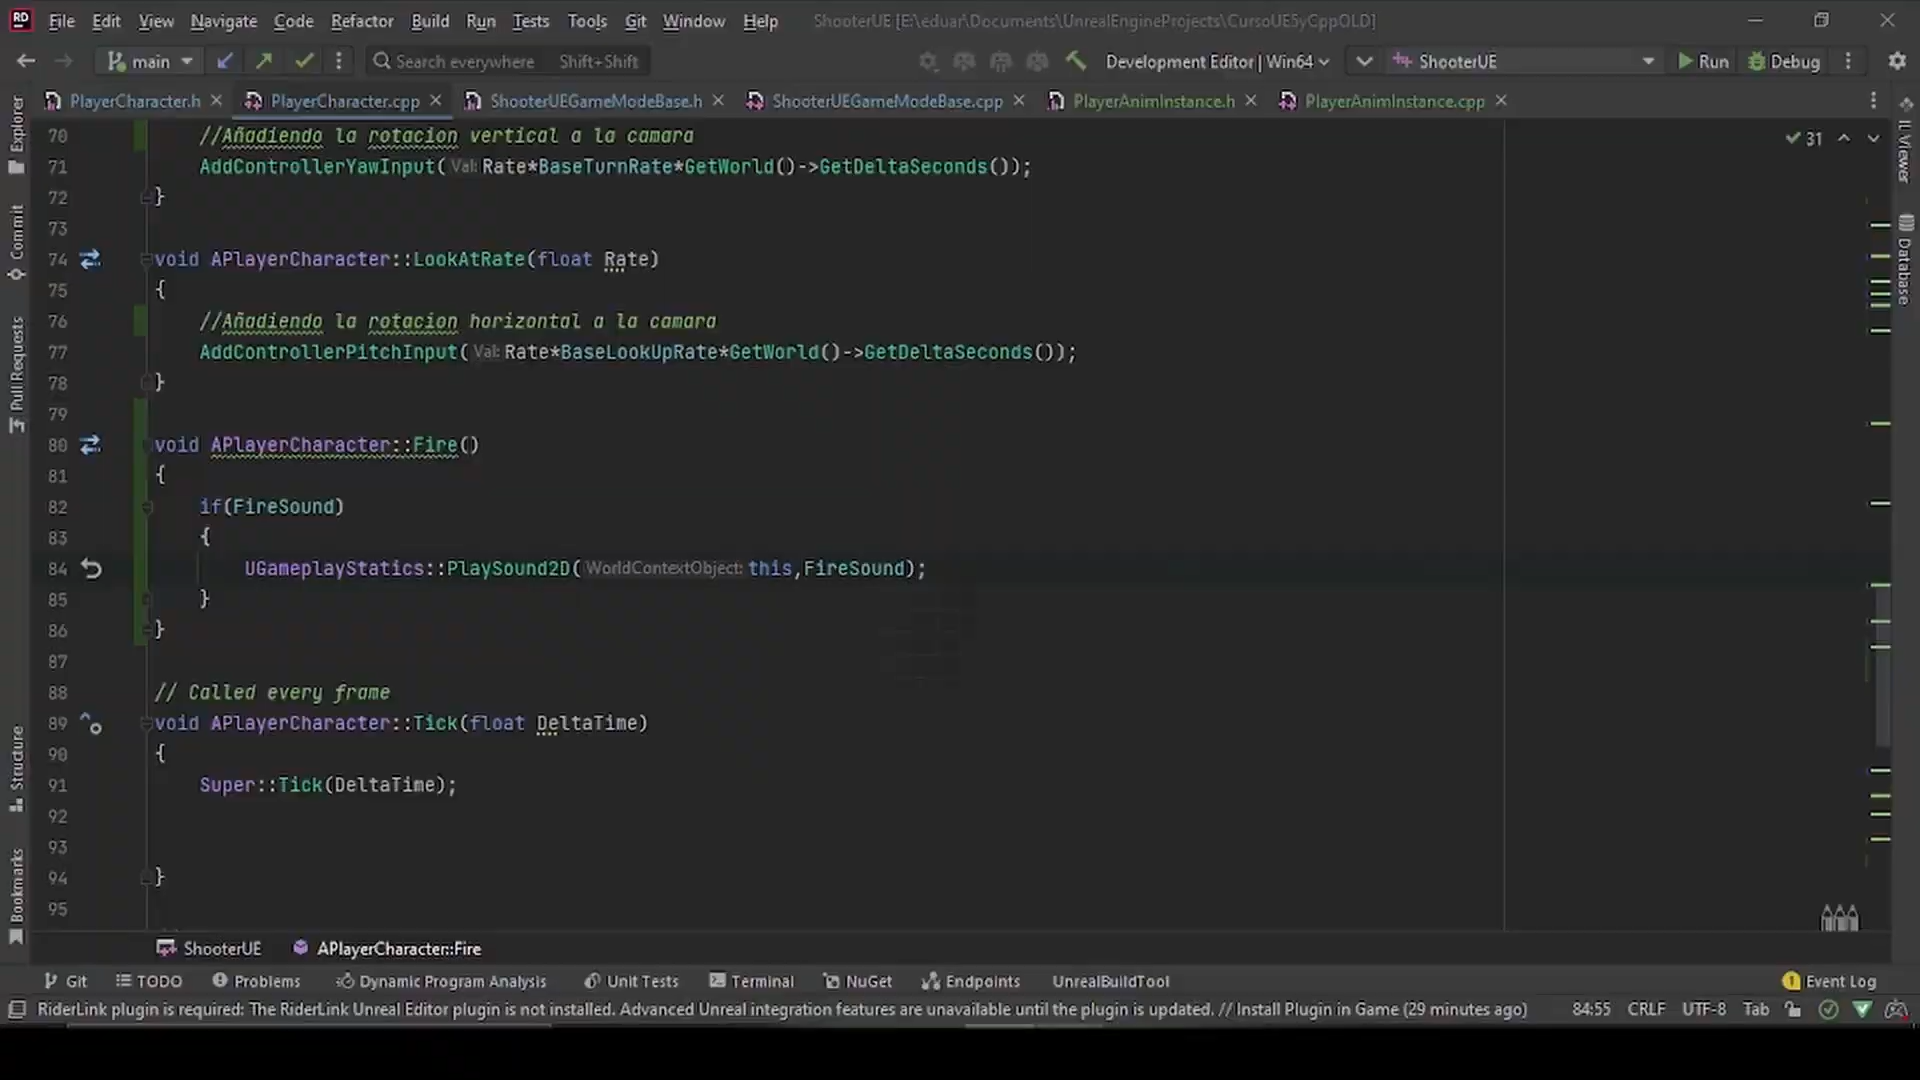 File Edit View Navigate Code Refactor Build Run Tests Tools Git Window Help ShooterUE [E:\eduar\Documents\UnrealEngineProjects\CursoUE5yCppOLD]
main Search everywhere Shift+Shift Development Editor | Win64 ShooterUE Run Debug
PlayerCharacter.h PlayerCharacter.cpp ShooterUEGameModeBase.h ShooterUEGameModeBase.cpp PlayerAnimInstance.h PlayerAnimInstance.cpp
Explorer
Commit
Pull Requests
Structure
Bookmarks
IL Viewer
Database
31
70 //Añadiendo la rotacion vertical a la camara
71 AddControllerYawInput( Val: Rate*BaseTurnRate*GetWorld()->GetDeltaSeconds());
72 }
73
74 void APlayerCharacter::LookAtRate(float Rate)
75 {
76 //Añadiendo la rotacion horizontal a la camara
77 AddControllerPitchInput( Val: Rate*BaseLookUpRate*GetWorld()->GetDeltaSeconds());
78 }
79
80 void APlayerCharacter::Fire()
81 {
82 if(FireSound)
83 {
84 UGameplayStatics::PlaySound2D( WorldContextObject: this,FireSound);
85 }
86 }
87
88 // Called every frame
89 void APlayerCharacter::Tick(float DeltaTime)
90 {
91 Super::Tick(DeltaTime);
92
93
94 }
95
ShooterUE APlayerCharacter::Fire
Git TODO Problems Dynamic Program Analysis Unit Tests Terminal NuGet Endpoints UnrealBuildTool 1 Event Log
RiderLink plugin is required: The RiderLink Unreal Editor plugin is not installed. Advanced Unreal integration features are unavailable until the plugin is updated. // Install Plugin in Game (29 minutes ago) 84:55 CRLF UTF-8 Tab